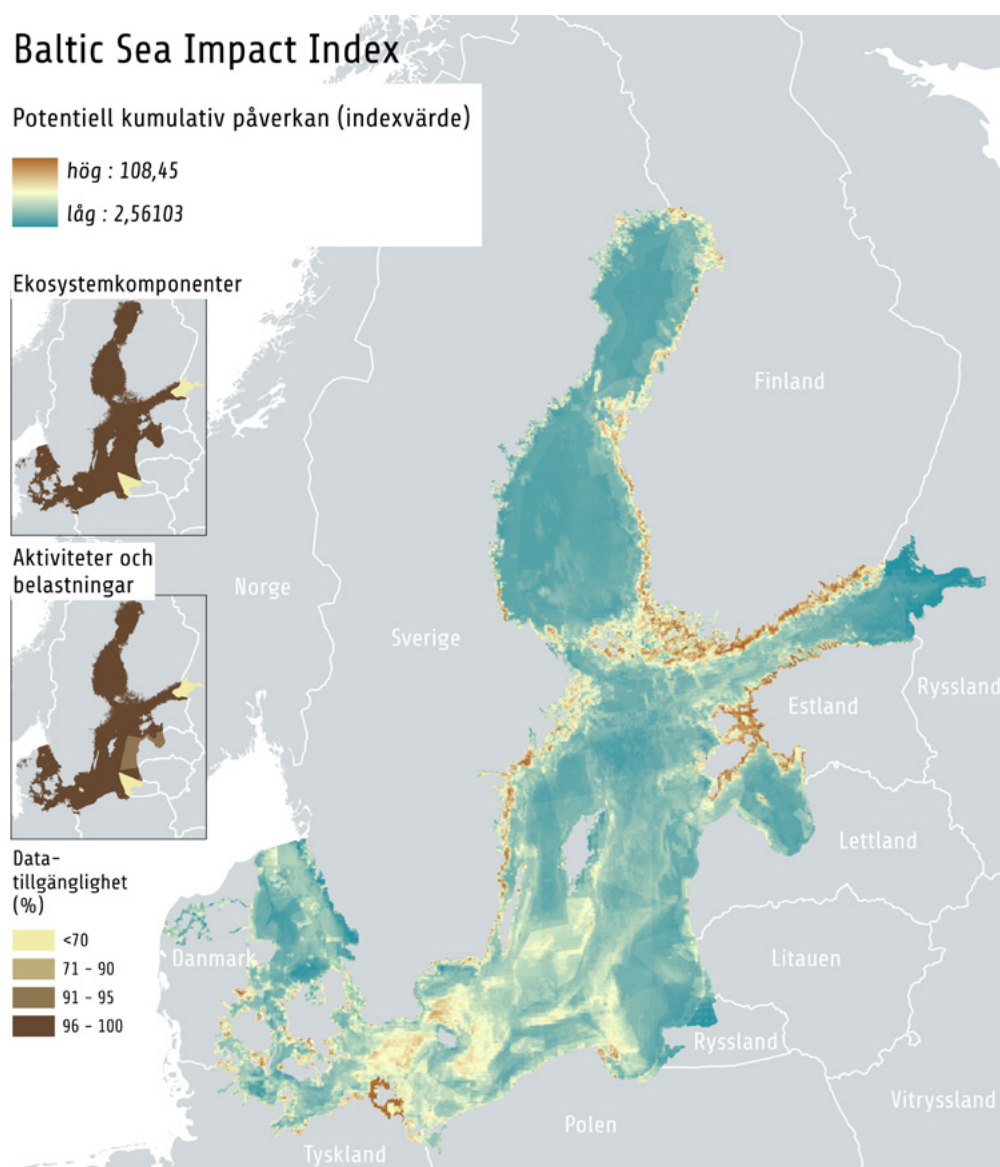 Baltic Sea Impact Index
Potentiell kumulativ påverkan (indexvärde)
hög : 108,45
låg : 2,56103
Ekosystemkomponenter
Aktiviteter och
belastningar
Data-
tillgänglighet
(%)
<70
71 - 90
91 - 95
96 - 100
Finland
Norge
Sverige
Ryssland
Estland
Lettland
Danmark
Litauen
Ryssland
Vitryssland
Polen
Tyskland